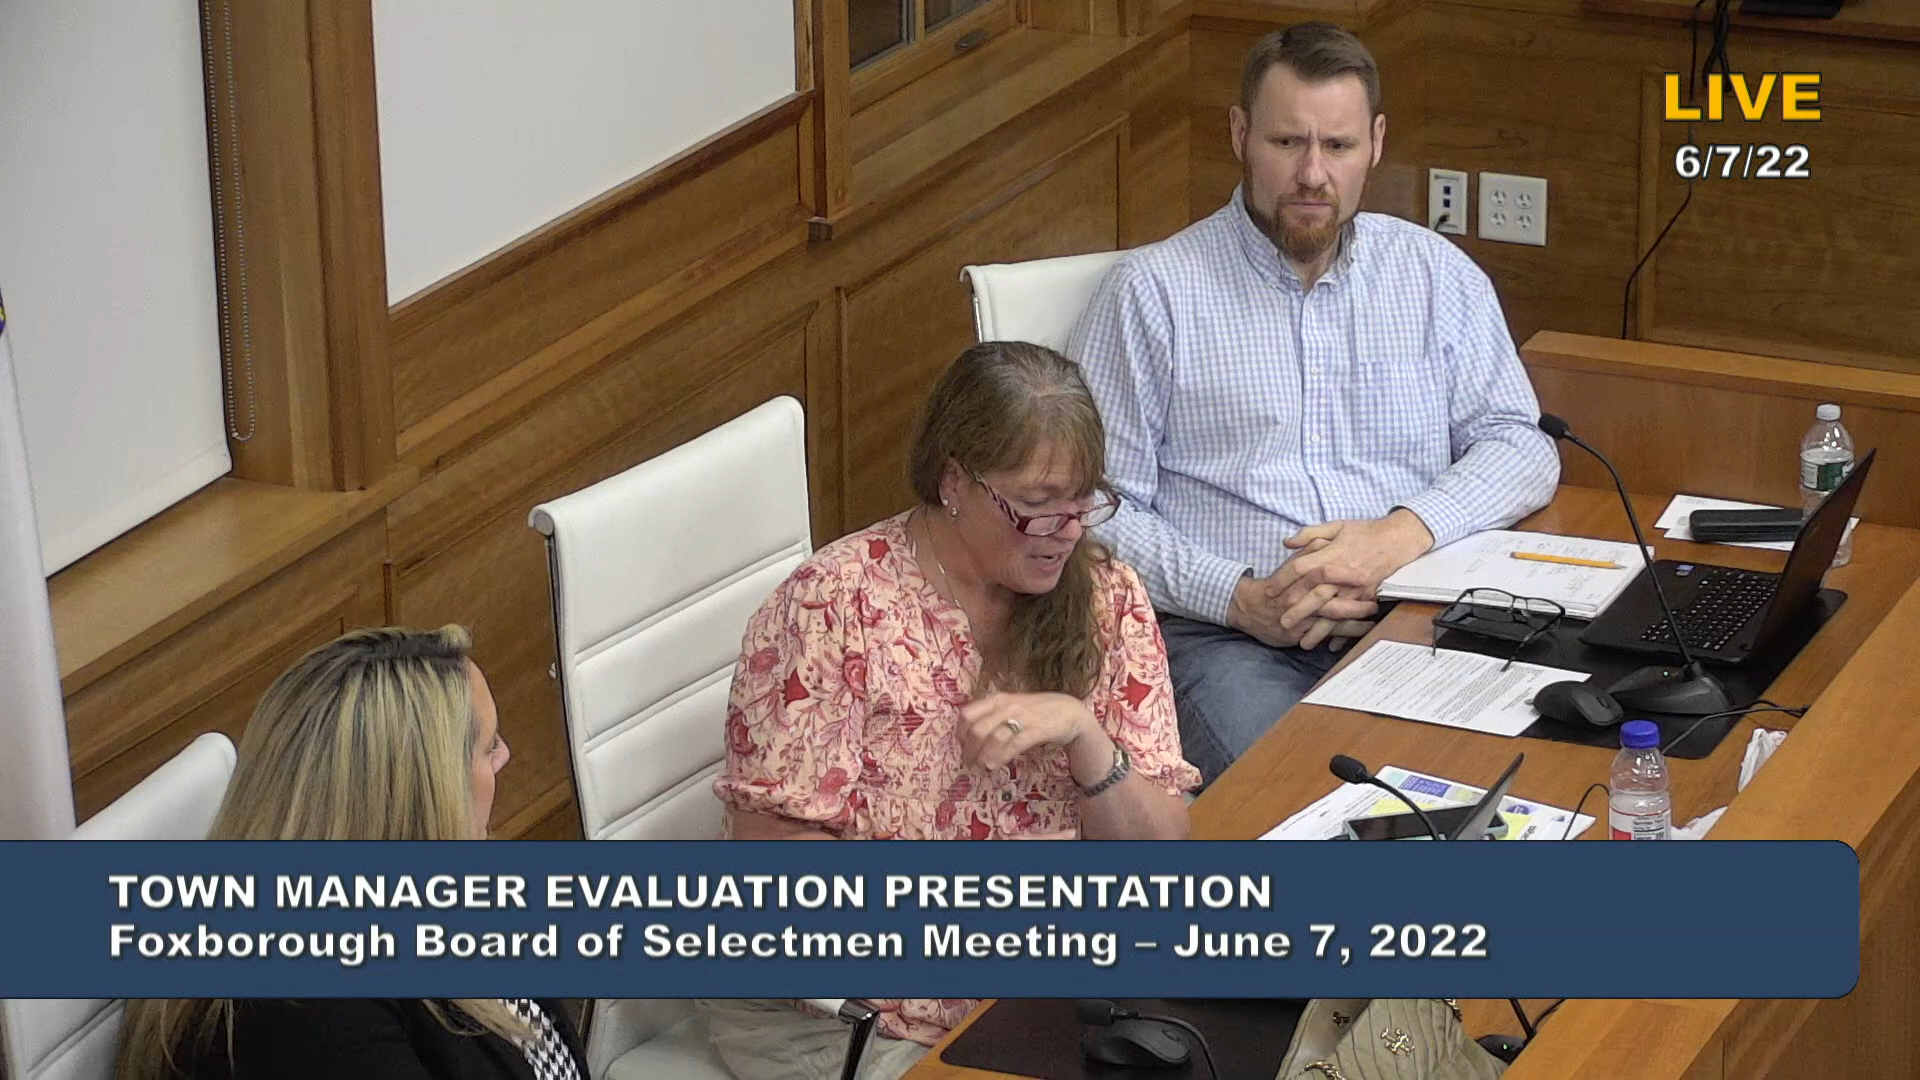 LIVE
6/7/22
TOWN MANAGER EVALUATION PRESENTATION
Foxborough Board of Selectmen Meeting – June 7, 2022